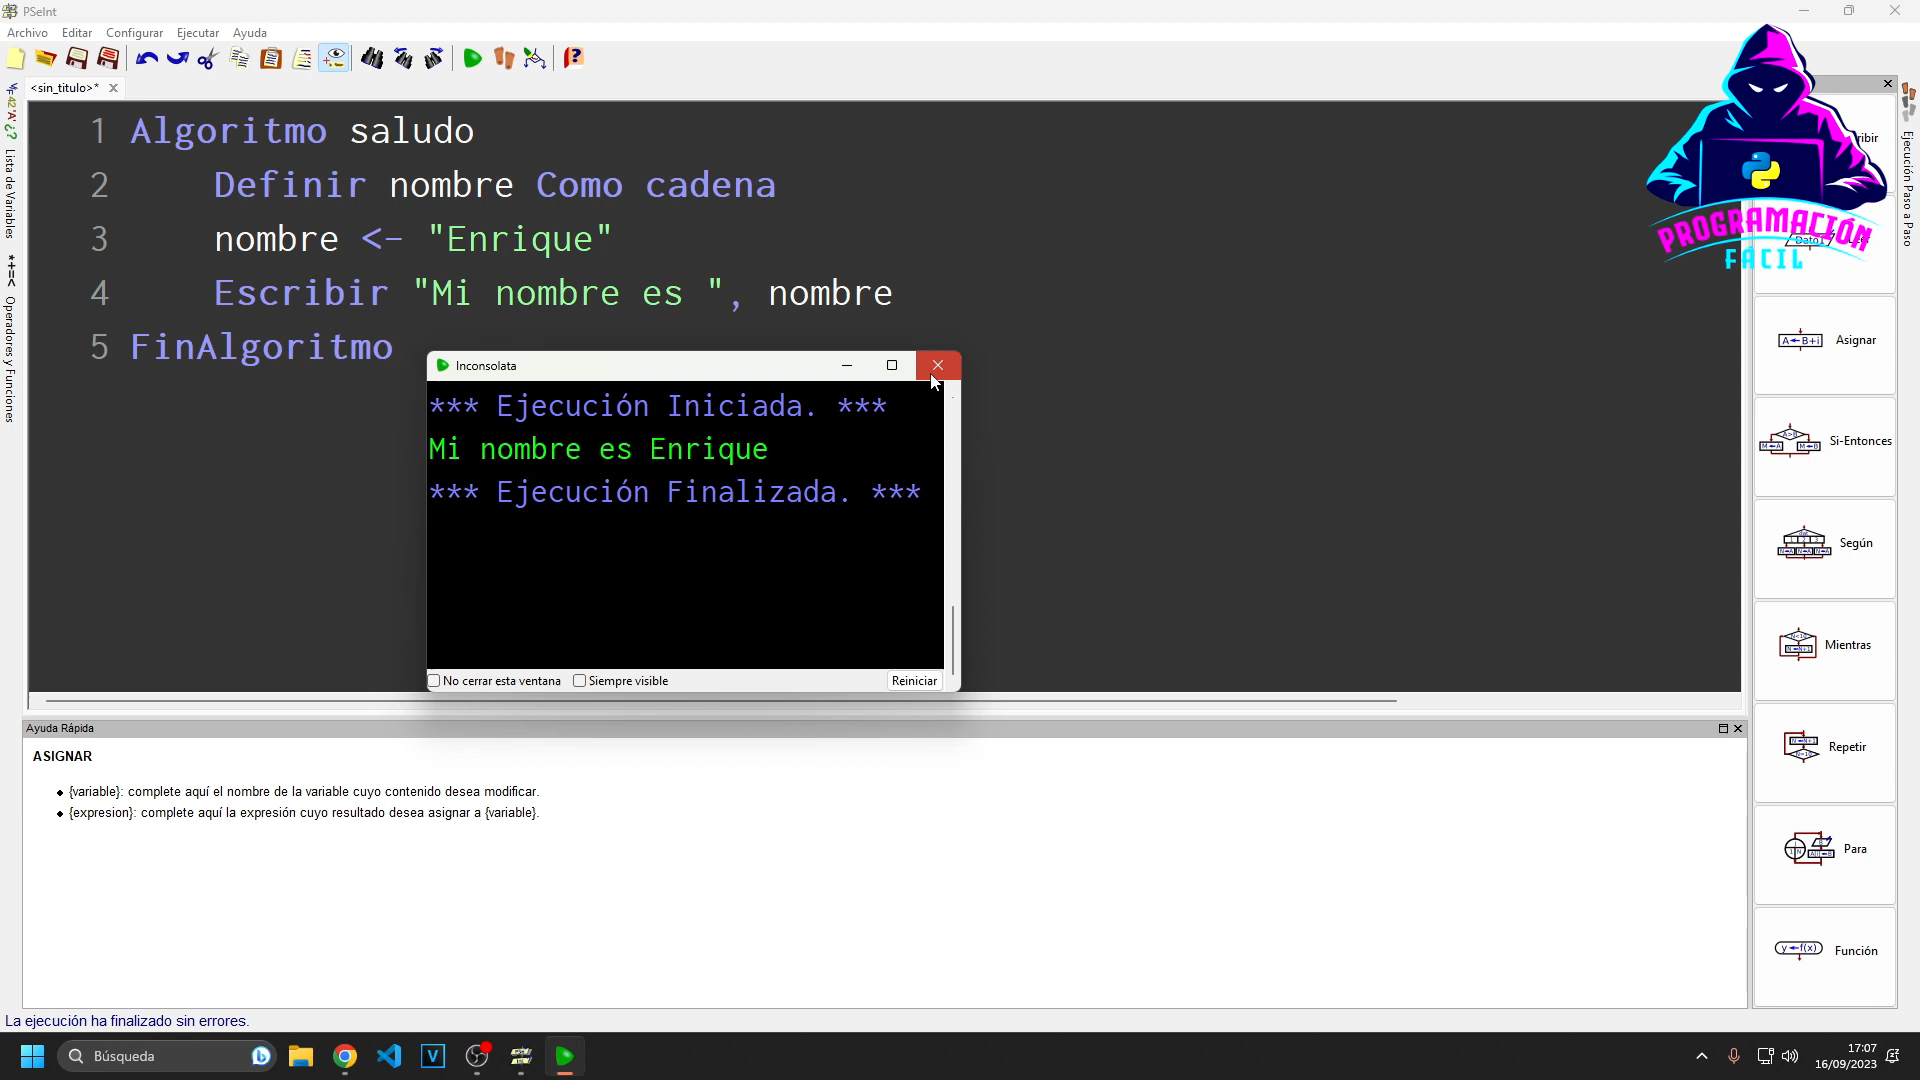 PSeInt
Archivo Editar Configurar Ejecutar Ayuda
<sin_titulo>*
1 Algoritmo saludo
2 Definir nombre Como cadena
3 nombre <- "Enrique"
4 Escribir "Mi nombre es ", nombre
5 FinAlgoritmo
Lista de Variables
*+=< Operadores y Funciones
Inconsolata
*** Ejecución Iniciada. ***
Mi nombre es Enrique
*** Ejecución Finalizada. ***
No cerrar esta ventana
Siempre visible
Reiniciar
PROGRAMACIÓN
FÁCIL
Ejecución Paso a Paso
Asignar
Si-Entonces
Según
Mientras
Repetir
Para
Función
Ayuda Rápida
ASIGNAR
{variable}: complete aquí el nombre de la variable cuyo contenido desea modificar.
{expresion}: complete aquí la expresión cuyo resultado desea asignar a {variable}.
La ejecución ha finalizado sin errores.
Búsqueda
17:07
16/09/2023